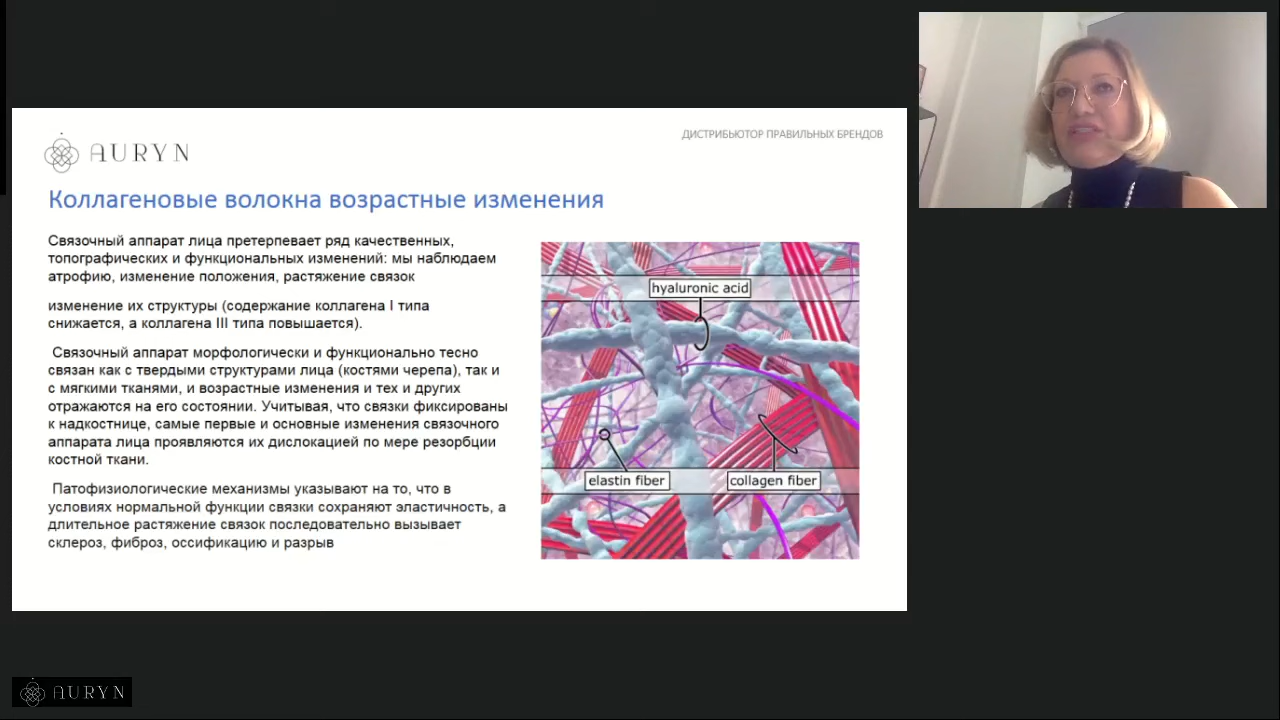 AURYN
ДИСТРИБЬЮТОР ПРАВИЛЬНЫХ БРЕНДОВ
Коллагеновые волокна возрастные изменения
Связочный аппарат лица претерпевает ряд качественных,
топографических и функциональных изменений: мы наблюдаем
атрофию, изменение положения, растяжение связок
изменение их структуры (содержание коллагена I типа
снижается, а коллагена III типа повышается).
Связочный аппарат морфологически и функционально тесно
связан как с твердыми структурами лица (костями черепа), так и
с мягкими тканями, и возрастные изменения и тех и других
отражаются на его состоянии. Учитывая, что связки фиксированы
к надкостнице, самые первые и основные изменения связочного
аппарата лица проявляются их дислокацией по мере резорбции
костной ткани.
Патофизиологические механизмы указывают на то, что в
условиях нормальной функции связки сохраняют эластичность, а
длительное растяжение связок последовательно вызывает
склероз, фиброз, оссификацию и разрыв
hyaluronic acid
elastin fiber
collagen fiber
AURYN